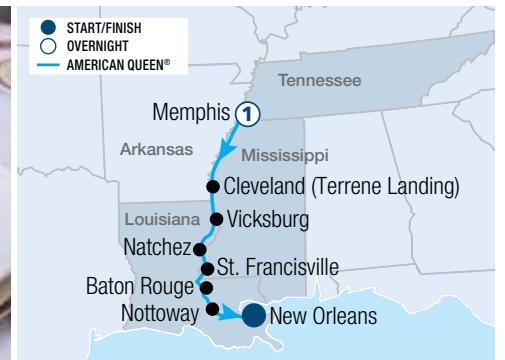 START/FINISH
OVERNIGHT
AMERICAN QUEEN®
Tennessee
Memphis 1
Arkansas
Mississippi
Cleveland (Terrene Landing)
Louisiana
Vicksburg
Natchez
St. Francisville
Baton Rouge
Nottoway
New Orleans